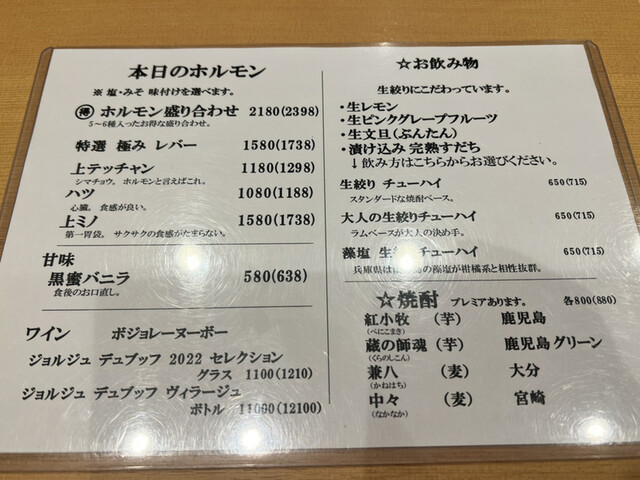 本日のホルモン
※ 塩・みそ 味付けを選べます。
得 ホルモン盛り合わせ 2180(2398)
5〜6種入ったお得な盛り合わせ。
特選 極み レバー 1580(1738)
上テッチャン 1180(1298)
シマチョウ。ホルモンと言えばこれ。
ハツ 1080(1188)
心臓。食感が良い。
上ミノ 1580(1738)
第一胃袋。サクサクの食感がたまらない。
甘味
黒蜜バニラ 580(638)
食後のお口直し。
ワイン ボジョレーヌーボー
ジョルジュ デュブッフ 2022 セレクション
グラス 1100(1210)
ジョルジュ デュブッフ ヴィラージュ
ボトル 11000(12100)
☆お飲み物
生絞りにこだわっています。
・生レモン
・生ピンクグレープフルーツ
・生文旦(ぶんたん)
・漬け込み 完熟すだち
↓飲み方はこちらからお選びください。
生絞り チューハイ 650(715)
スタンダードな焼酎ベース。
大人の生絞りチューハイ 650(715)
ラムベースが大人の決め手。
藻塩 生 チューハイ 650(715)
兵庫県は の藻塩が柑橘系と相性抜群。
☆焼酎 プレミアあります。 各800(880)
紅小牧 (芋) 鹿児島
(べにこまき)
蔵の師魂 (芋) 鹿児島グリーン
(くらのしこん)
兼八 (麦) 大分
(かねはち)
中々 (麦) 宮崎
(なかなか)